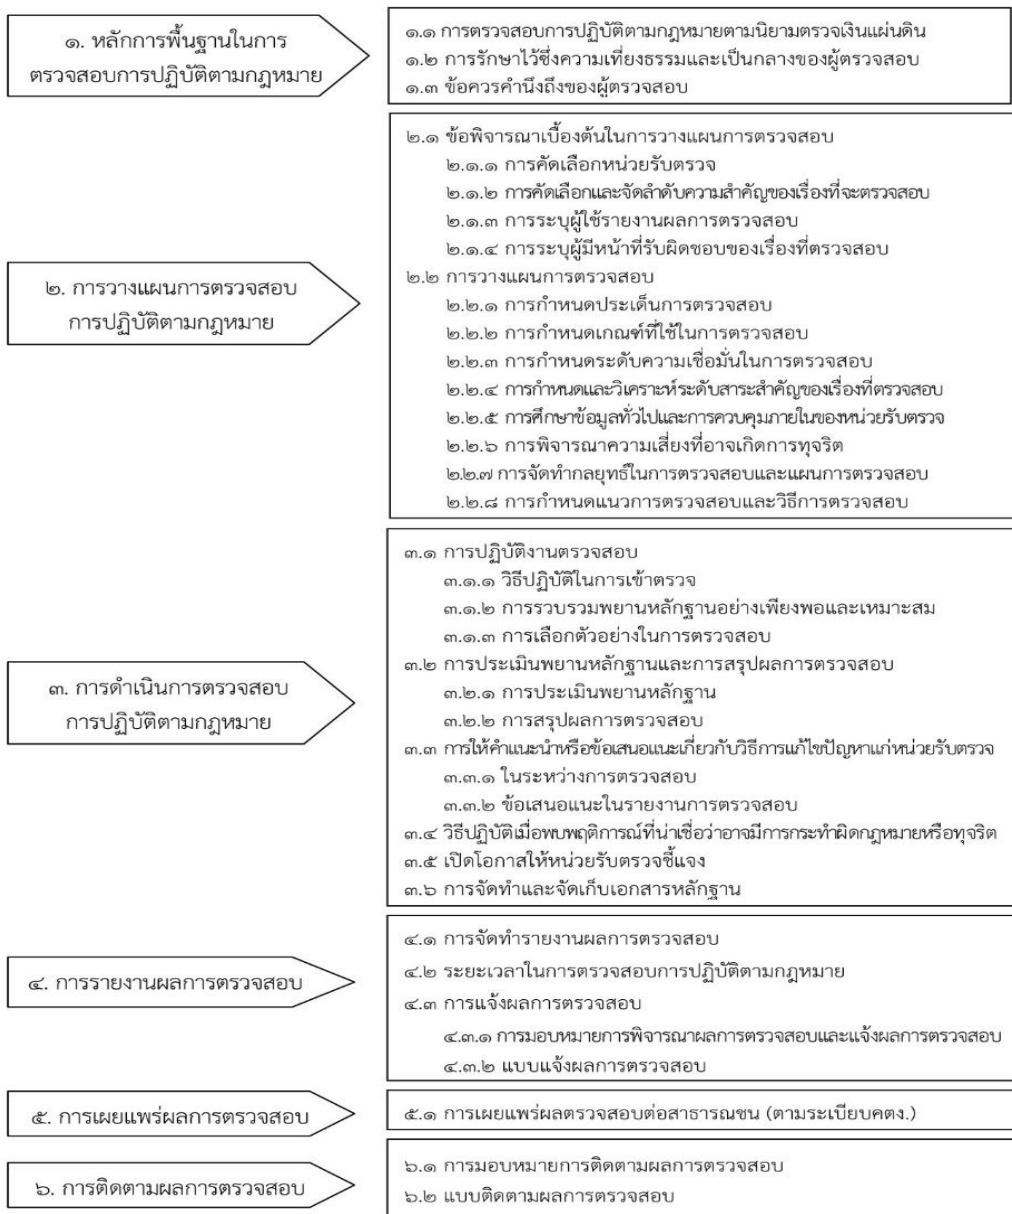 ๑. หลักการพื้นฐานในการ
ตรวจสอบการปฏิบัติตามกฎหมาย
๑.๑ การตรวจสอบการปฏิบัติตามกฎหมายตามนิยามตรวจเงินแผ่นดิน
๑.๒ การรักษาไว้ซึ่งความเที่ยงธรรมและเป็นกลางของผู้ตรวจสอบ
๑.๓ ข้อควรคำนึงถึงของผู้ตรวจสอบ
๒. การวางแผนการตรวจสอบ
การปฏิบัติตามกฎหมาย
๒.๑ ข้อพิจารณาเบื้องต้นในการวางแผนการตรวจสอบ
๒.๑.๑ การคัดเลือกหน่วยรับตรวจ
๒.๑.๒ การคัดเลือกและจัดลำดับความสำคัญของเรื่องที่จะตรวจสอบ
๒.๑.๓ การระบุผู้ใช้รายงานผลการตรวจสอบ
๒.๑.๔ การระบุผู้มีหน้าที่รับผิดชอบของเรื่องที่ตรวจสอบ
๒.๒ การวางแผนการตรวจสอบ
๒.๒.๑ การกำหนดประเด็นการตรวจสอบ
๒.๒.๒ การกำหนดเกณฑ์ที่ใช้ในการตรวจสอบ
๒.๒.๓ การกำหนดระดับความเชื่อมั่นในการตรวจสอบ
๒.๒.๔ การกำหนดและวิเคราะห์ระดับสาระสำคัญของเรื่องที่ตรวจสอบ
๒.๒.๕ การศึกษาข้อมูลทั่วไปและการควบคุมภายในของหน่วยรับตรวจ
๒.๒.๖ การพิจารณาความเสี่ยงที่อาจเกิดการทุจริต
๒.๒.๗ การจัดทำกลยุทธ์ในการตรวจสอบและแผนการตรวจสอบ
๒.๒.๘ การกำหนดแนวการตรวจสอบและวิธีการตรวจสอบ
๓. การดำเนินการตรวจสอบ
การปฏิบัติตามกฎหมาย
๓.๑ การปฏิบัติงานตรวจสอบ
๓.๑.๑ วิธีปฏิบัติในการเข้าตรวจ
๓.๑.๒ การรวบรวมพยานหลักฐานอย่างเพียงพอและเหมาะสม
๓.๑.๓ การเลือกตัวอย่างในการตรวจสอบ
๓.๒ การประเมินพยานหลักฐานและการสรุปผลการตรวจสอบ
๓.๒.๑ การประเมินพยานหลักฐาน
๓.๒.๒ การสรุปผลการตรวจสอบ
๓.๓ การให้คำแนะนำหรือข้อเสนอแนะเกี่ยวกับวิธีการแก้ไขปัญหาแก่หน่วยรับตรวจ
๓.๓.๑ ในระหว่างการตรวจสอบ
๓.๓.๒ ข้อเสนอแนะในรายงานการตรวจสอบ
๓.๔ วิธีปฏิบัติเมื่อพบพฤติการณ์ที่น่าเชื่อว่าอาจมีการกระทำผิดกฎหมายหรือทุจริต
๓.๕ เปิดโอกาสให้หน่วยรับตรวจชี้แจง
๓.๖ การจัดทำและจัดเก็บเอกสารหลักฐาน
๔. การรายงานผลการตรวจสอบ
๔.๑ การจัดทำรายงานผลการตรวจสอบ
๔.๒ ระยะเวลาในการตรวจสอบการปฏิบัติตามกฎหมาย
๔.๓ การแจ้งผลการตรวจสอบ
๔.๓.๑ การมอบหมายการพิจารณาผลการตรวจสอบและแจ้งผลการตรวจสอบ
๔.๓.๒ แบบแจ้งผลการตรวจสอบ
๕. การเผยแพร่ผลการตรวจสอบ
๕.๑ การเผยแพร่ผลตรวจสอบต่อสาธารณชน (ตามระเบียบคตง.)
๖. การติดตามผลการตรวจสอบ
๖.๑ การมอบหมายการติดตามผลการตรวจสอบ
๖.๒ แบบติดตามผลการตรวจสอบ